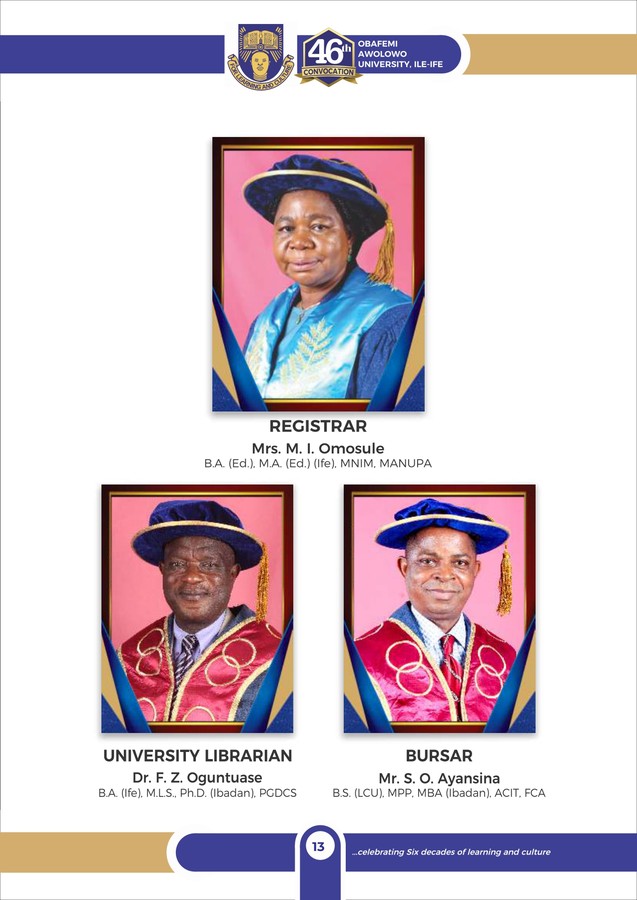 FOR LEARNING AND CULTURE
46th
CONVOCATION
OBAFEMI
AWOLOWO
UNIVERSITY, ILE-IFE
REGISTRAR
Mrs. M. I. Omosule
B.A. (Ed.), M.A. (Ed.) (Ife), MNIM, MANUPA
UNIVERSITY LIBRARIAN
Dr. F. Z. Oguntuase
B.A. (Ife), M.L.S., Ph.D. (Ibadan), PGDCS
BURSAR
Mr. S. O. Ayansina
B.S. (LCU), MPP, MBA (Ibadan), ACIT, FCA
13
...celebrating Six decades of learning and culture